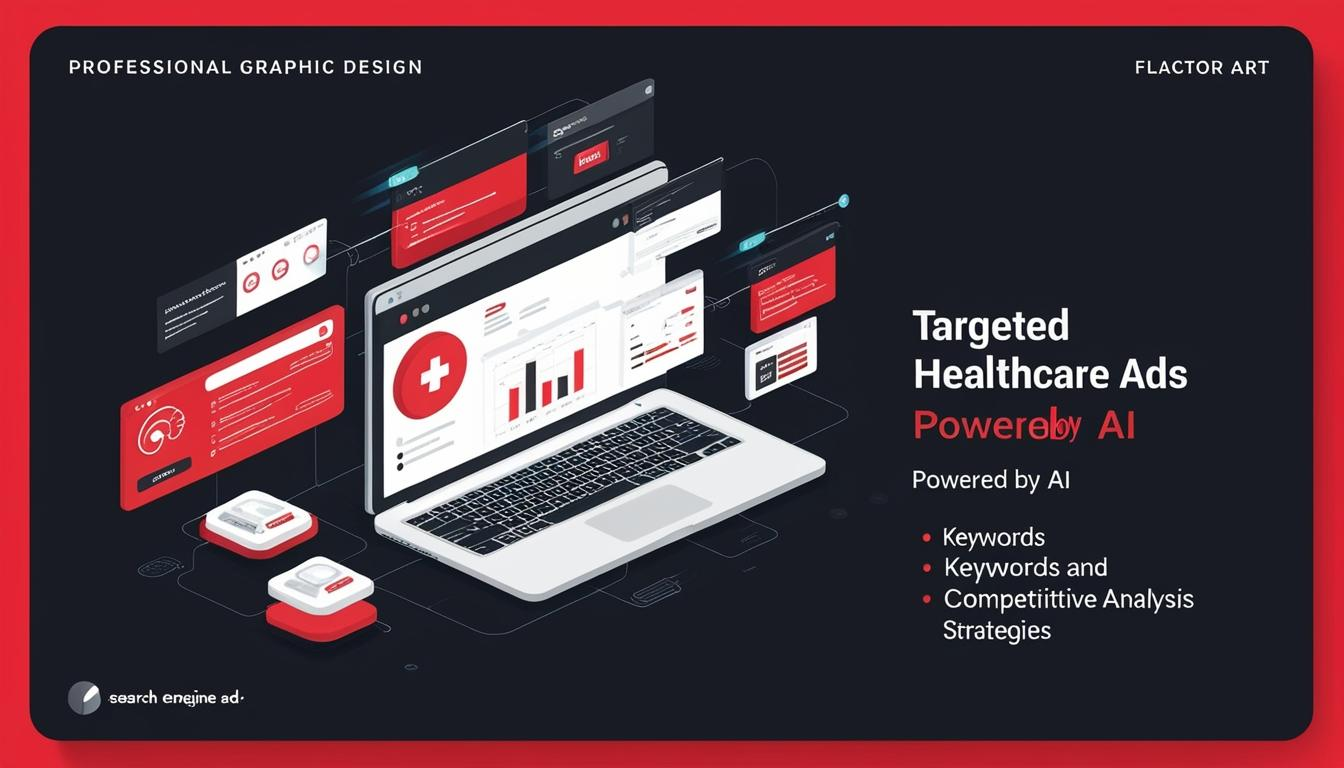 PROFESSIONAL GRAPHIC DESIGN
FLACTOR ART
Targeted
Healthcare Ads
Powereby AI
Powered by AI
• Keywords
• Keywords and
• Competittive Analysis
Strategies
search engine ad·